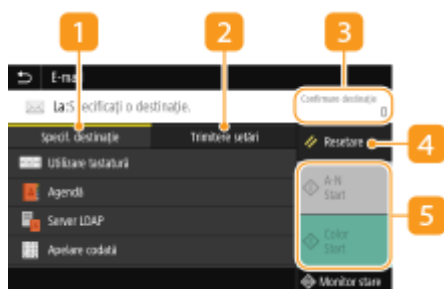 1
2
3
E-ma
Confirmare destinație
0
La:S ecificați o destinație.
Specif. destinație
Trimitere setări
Resetare
4
Utilizare tastatură
Agendă
A-N
Start
Server LDAP
5
Color
Start
Apelare codată
Monitor stare